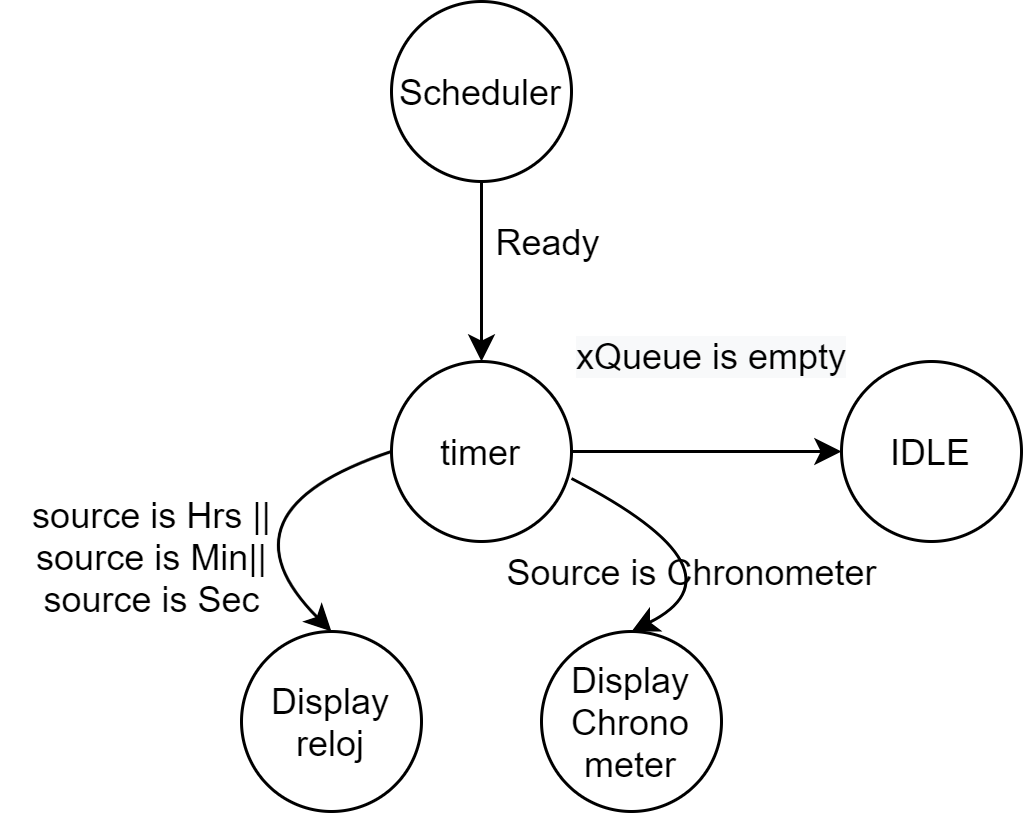 Scheduler
Ready
xQueue is empty
timer
IDLE
source is Hrs ||
source is Min||
source is Sec
Source is Chronometer
Display
reloj
Display
Chrono
meter